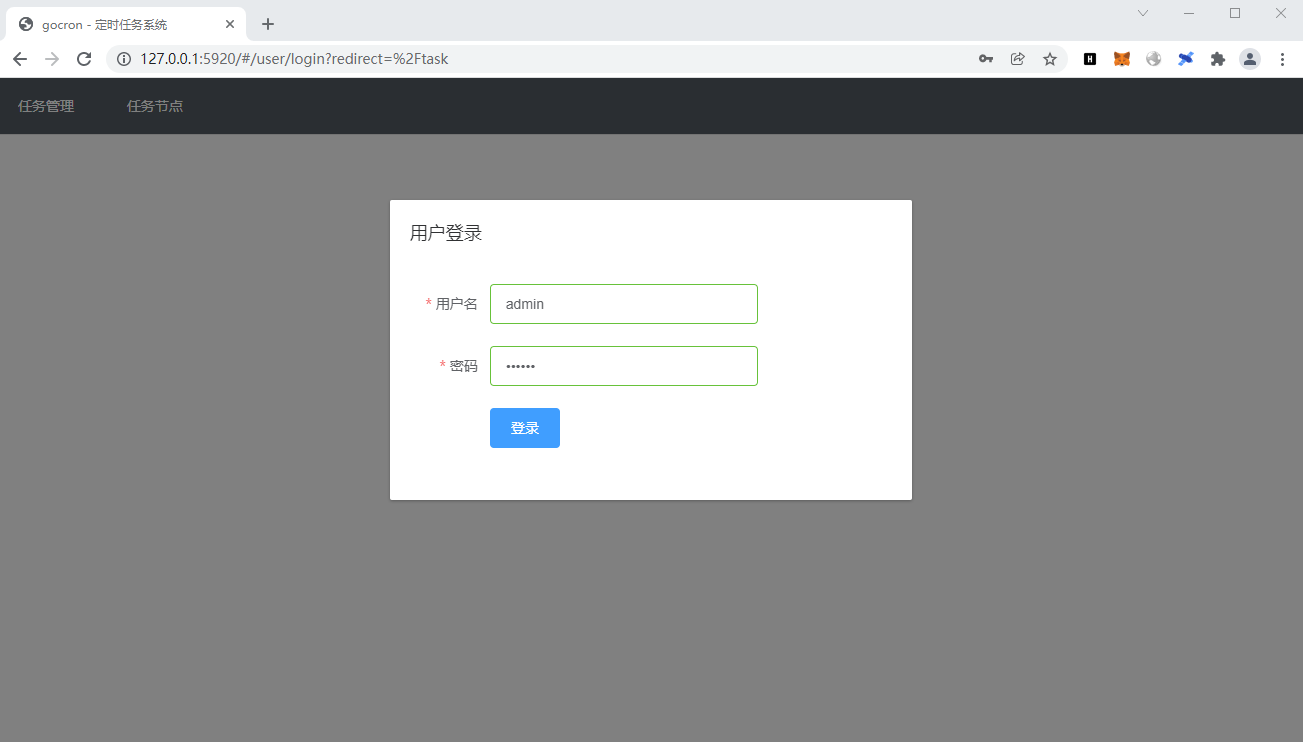 gocron - 定时任务系统
127.0.0.1:5920/#/user/login?redirect=%2Ftask
任务管理 任务节点
用户登录
* 用户名 admin
* 密码 ••••••
登录